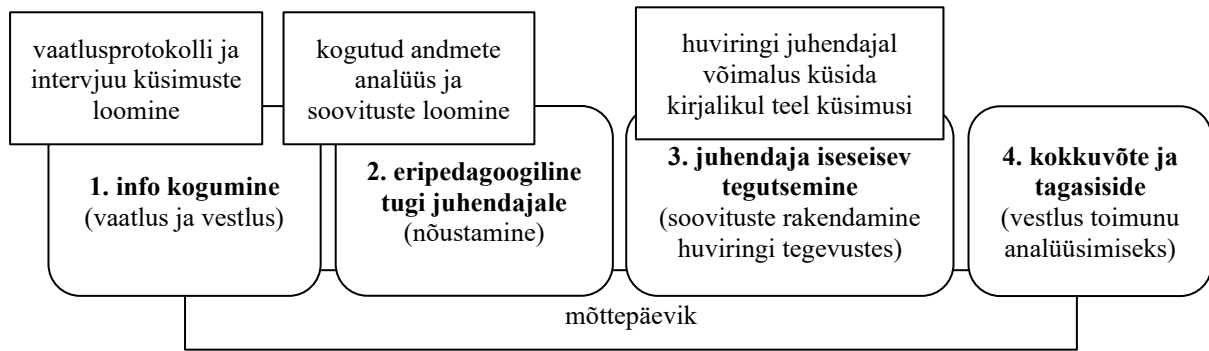 vaatlusprotokolli ja
intervjuu küsimuste
loomine
kogutud andmete
analüüs ja
soovituste loomine
huviringi juhendajal
võimalus küsida
kirjalikul teel küsimusi
1. info kogumine
(vaatlus ja vestlus)
2. eripedagoogiline
tugi juhendajale
(nõustamine)
3. juhendaja iseseisev
tegutsemine
(soovituste rakendamine
huviringi tegevustes)
4. kokkuvõte ja
tagasiside
(vestlus toimunu
analüüsimiseks)
mõttepäevik